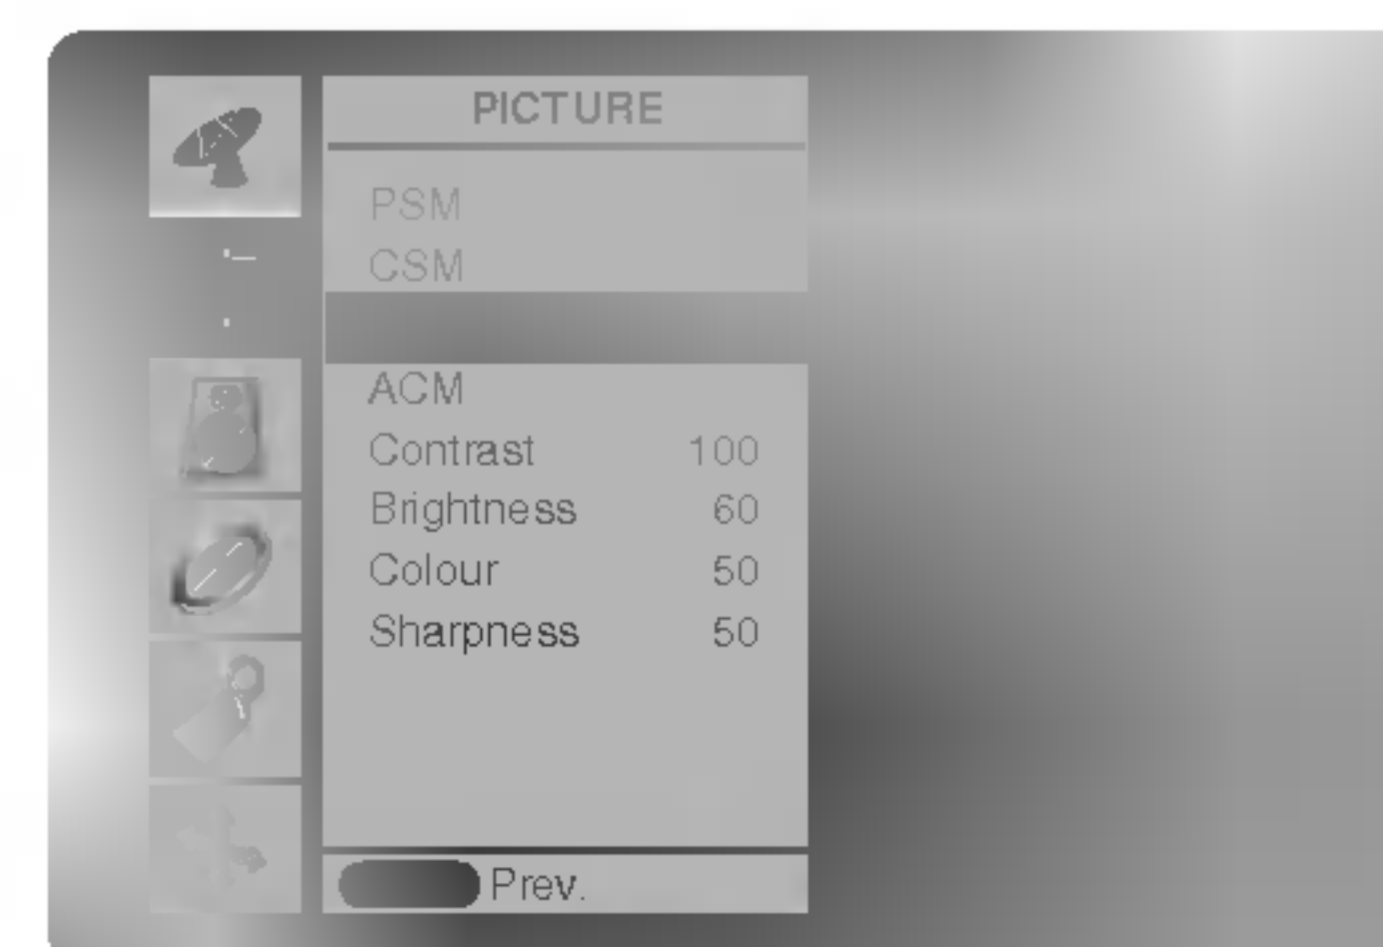 PICTURE
PSM
CSM
ACM
Contrast 100
Brightness 60
Colour 50
Sharpness 50
Prev.